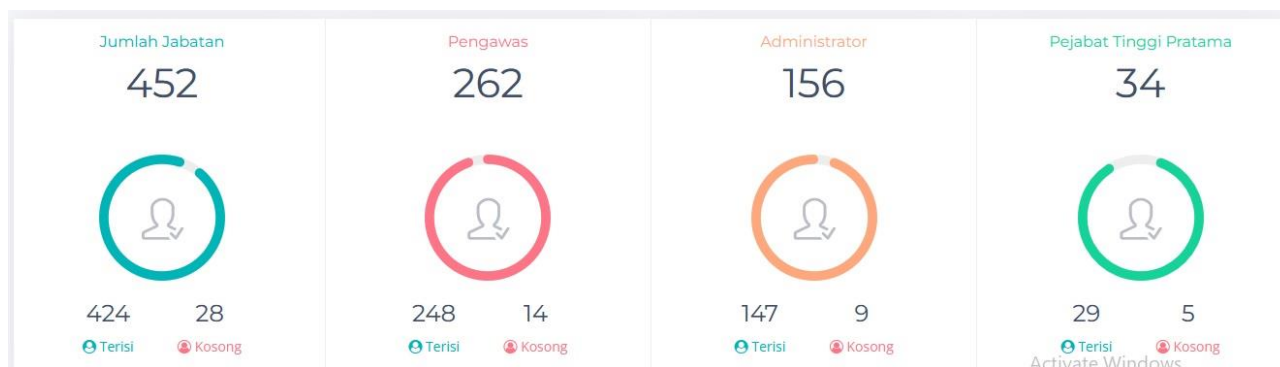 Jumlah Jabatan
452
424 28
Terisi Kosong
Pengawas
262
248 14
Terisi Kosong
Administrator
156
147 9
Terisi Kosong
Pejabat Tinggi Pratama
34
29 5
Terisi Kosong
Activate Windows